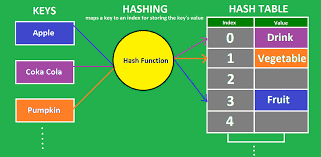 KEYS
HASHING
HASH TABLE
maps a key to an index for storing the key's value
Index Value
Apple
0 Drink
1 Vegetable
Coka Cola
Hash Function
2
3 Fruit
Pumpkin
4